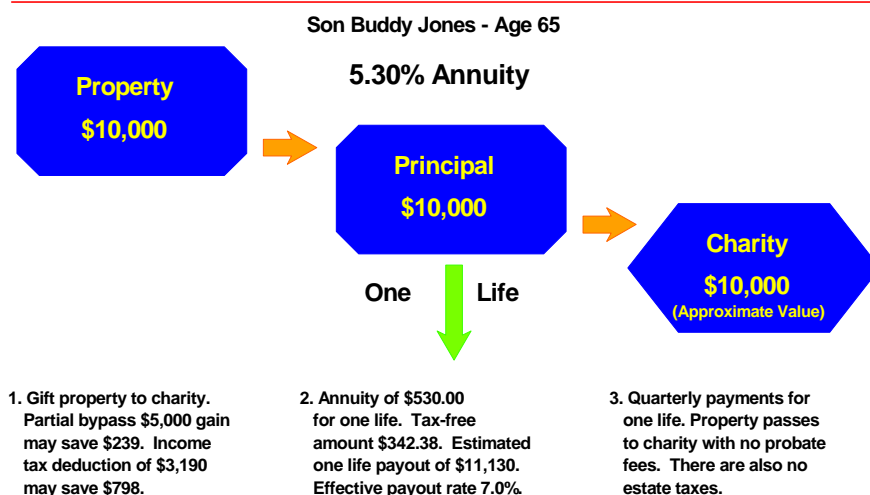 Son Buddy Jones - Age 65
5.30% Annuity
Property
$10,000
Principal
$10,000
Charity
$10,000
(Approximate Value)
One Life
1. Gift property to charity.
Partial bypass $5,000 gain
may save $239. Income
tax deduction of $3,190
may save $798.
2. Annuity of $530.00
for one life. Tax-free
amount $342.38. Estimated
one life payout of $11,130.
Effective payout rate 7.0%.
3. Quarterly payments for
one life. Property passes
to charity with no probate
fees. There are also no
estate taxes.